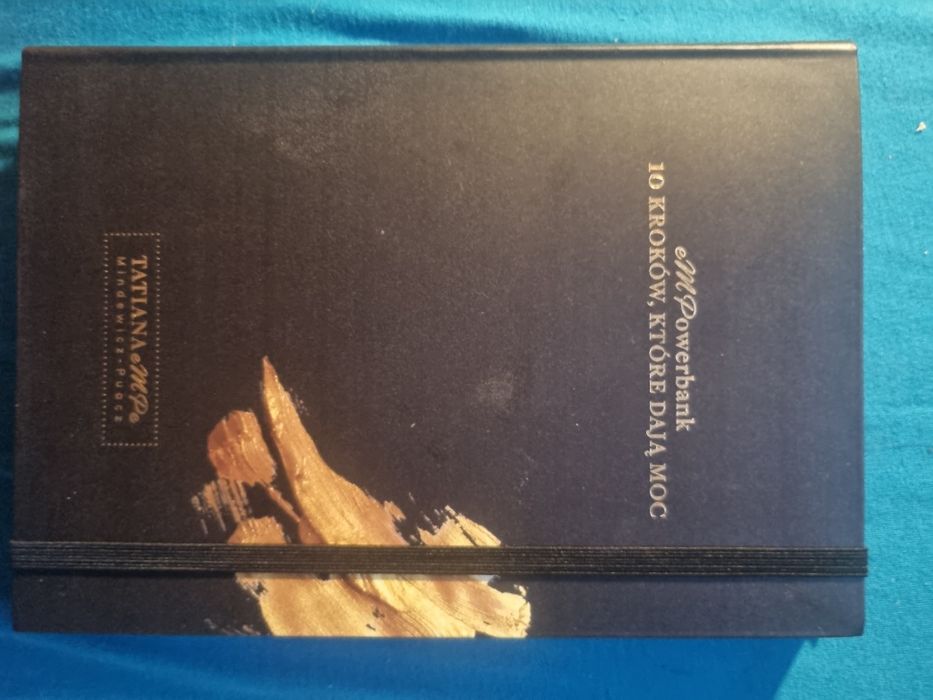 eMPowerbank
10 KROKÓW, KTÓRE DAJĄ MOC
TATIANA eMPe
Mindewicz-Puacz